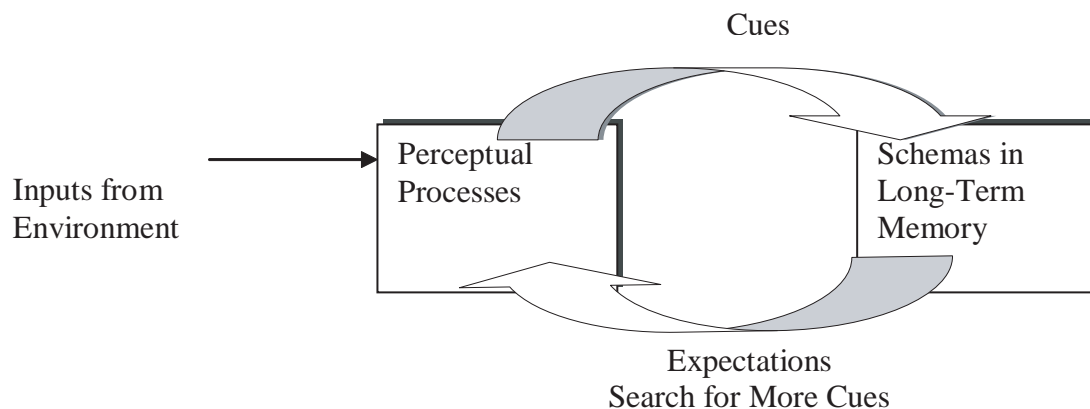 Cues
Inputs from
Environment
Perceptual
Processes
Schemas in
Long-Term
Memory
Expectations
Search for More Cues